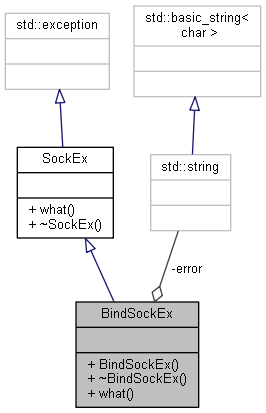 std::exception
std::basic_string<
char >
SockEx
+ what()
+ ~SockEx()
std::string
-error
BindSockEx
+ BindSockEx()
+ ~BindSockEx()
+ what()